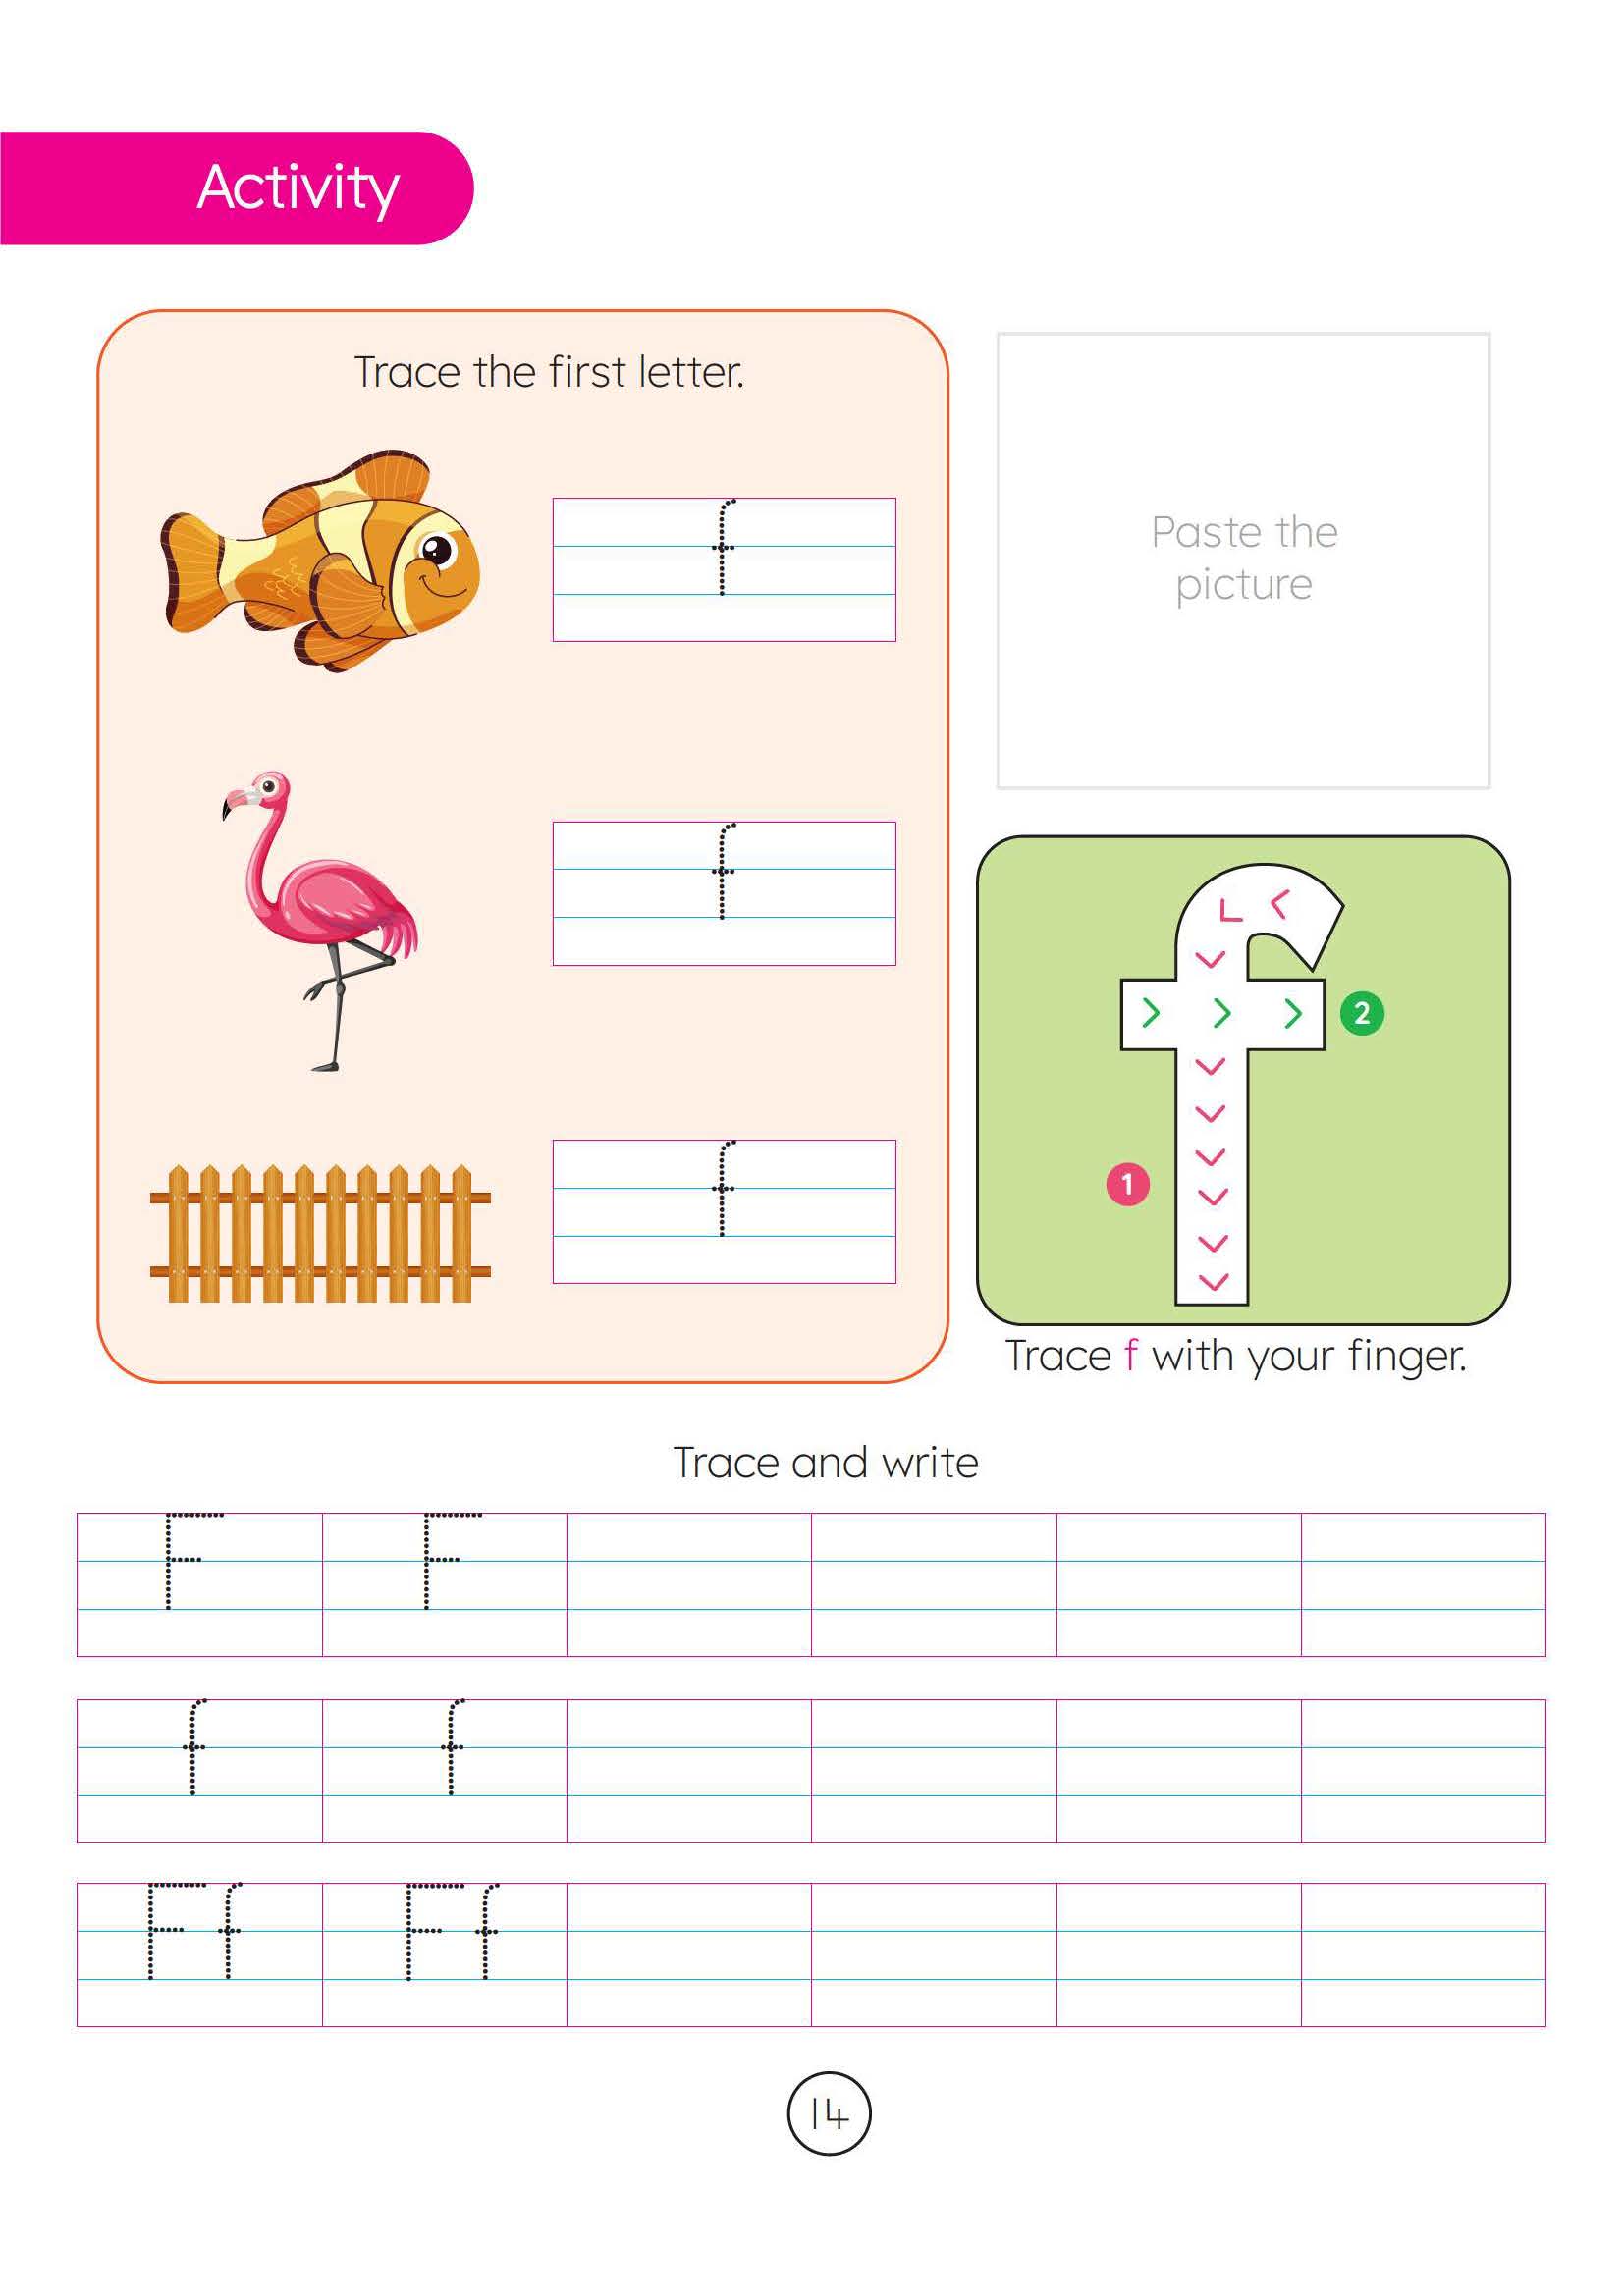 Activity
Trace the first letter.
f
f
f
Paste the
picture
2
1
Trace f with your finger.
Trace and write
F F
f f
Ff Ff
14